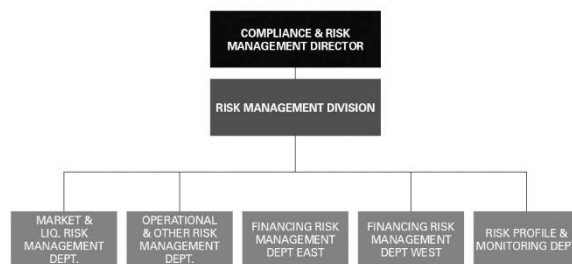 COMPLIANCE & RISK
MANAGEMENT DIRECTOR
RISK MANAGEMENT DIVISION
MARKET &
LIQ. RISK
MANAGEMENT
DEPT.
OPERATIONAL
& OTHER RISK
MANAGEMENT
DEPT.
FINANCING RISK
MANAGEMENT
DEPT EAST
FINANCING RISK
MANAGEMENT
DEPT WEST
RISK PROFILE &
MONITORING DEPT